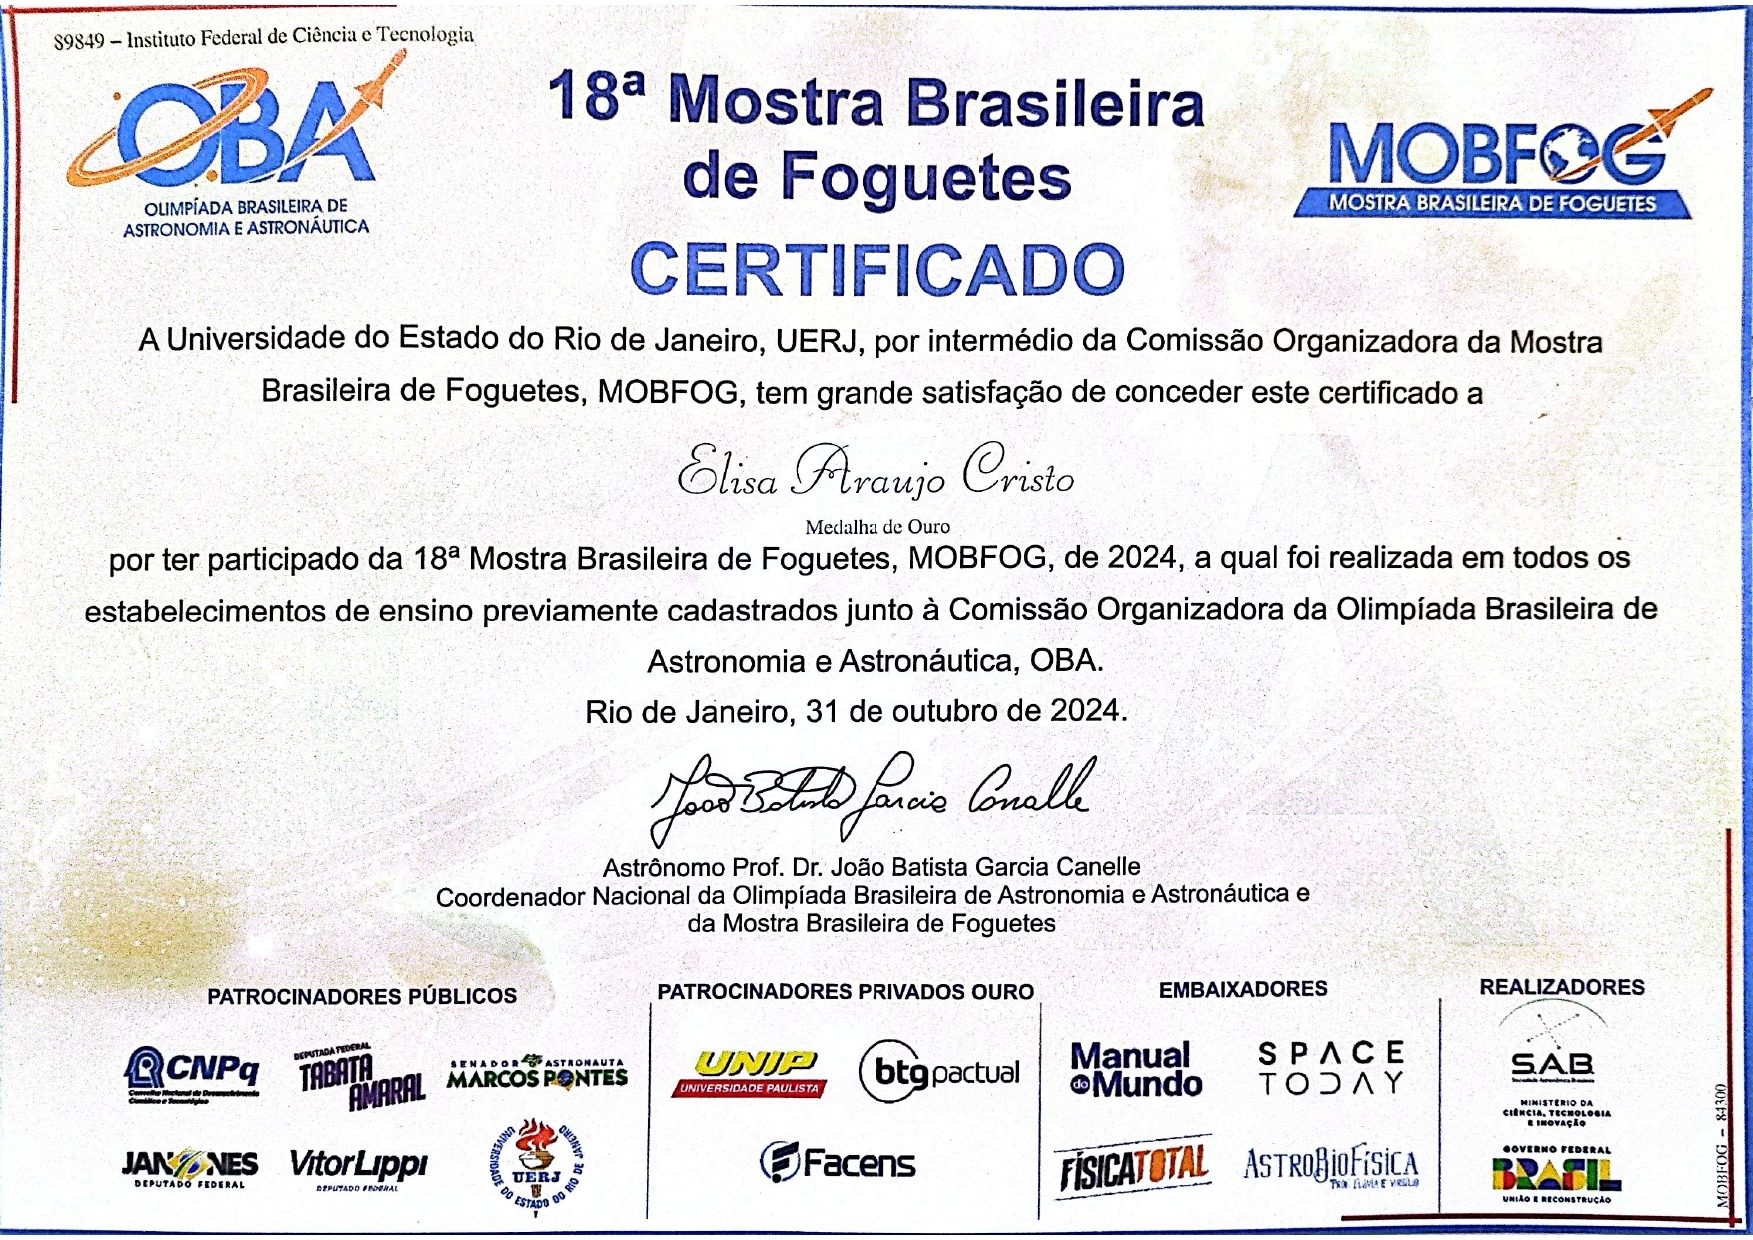 89849 – Instituto Federal de Ciência e Tecnologia
OBA
OLIMPÍADA BRASILEIRA DE
ASTRONOMIA E ASTRONÁUTICA
18ª Mostra Brasileira
de Foguetes
CERTIFICADO
MOBFOG
MOSTRA BRASILEIRA DE FOGUETES
A Universidade do Estado do Rio de Janeiro, UERJ, por intermédio da Comissão Organizadora da Mostra
Brasileira de Foguetes, MOBFOG, tem grande satisfação de conceder este certificado a
Elisa Araujo Cristo
Medalha de Ouro
por ter participado da 18ª Mostra Brasileira de Foguetes, MOBFOG, de 2024, a qual foi realizada em todos os
estabelecimentos de ensino previamente cadastrados junto à Comissão Organizadora da Olimpíada Brasileira de
Astronomia e Astronáutica, OBA.
Rio de Janeiro, 31 de outubro de 2024.
João Batista Garcia Canalle
Astrônomo Prof. Dr. João Batista Garcia Canelle
Coordenador Nacional da Olimpíada Brasileira de Astronomia e Astronáutica e
da Mostra Brasileira de Foguetes
PATROCINADORES PÚBLICOS
CNPq
Conselho Nacional de Desenvolvimento
Científico e Tecnológico
DEPUTADA FEDERAL
TABATA
AMARAL
SENADOR ASTRONAUTA
MARCOS PONTES
JANONES
DEPUTADO FEDERAL
VitorLippi
DEPUTADO FEDERAL
UERJ
UNIVERSIDADE DO ESTADO DO RIO DE JANEIRO
PATROCINADORES PRIVADOS OURO
UNIP
UNIVERSIDADE PAULISTA
btgpactual
Facens
EMBAIXADORES
Manual
do Mundo
SPACE
TODAY
FÍSICATOTAL
ASTROBIOFÍSICA
REALIZADORES
SAB
Sociedade Astronômica Brasileira
MINISTÉRIO DA
CIÊNCIA, TECNOLOGIA
E INOVAÇÃO
GOVERNO FEDERAL
BRASIL
UNIÃO E RECONSTRUÇÃO
MOBFOG – 84300